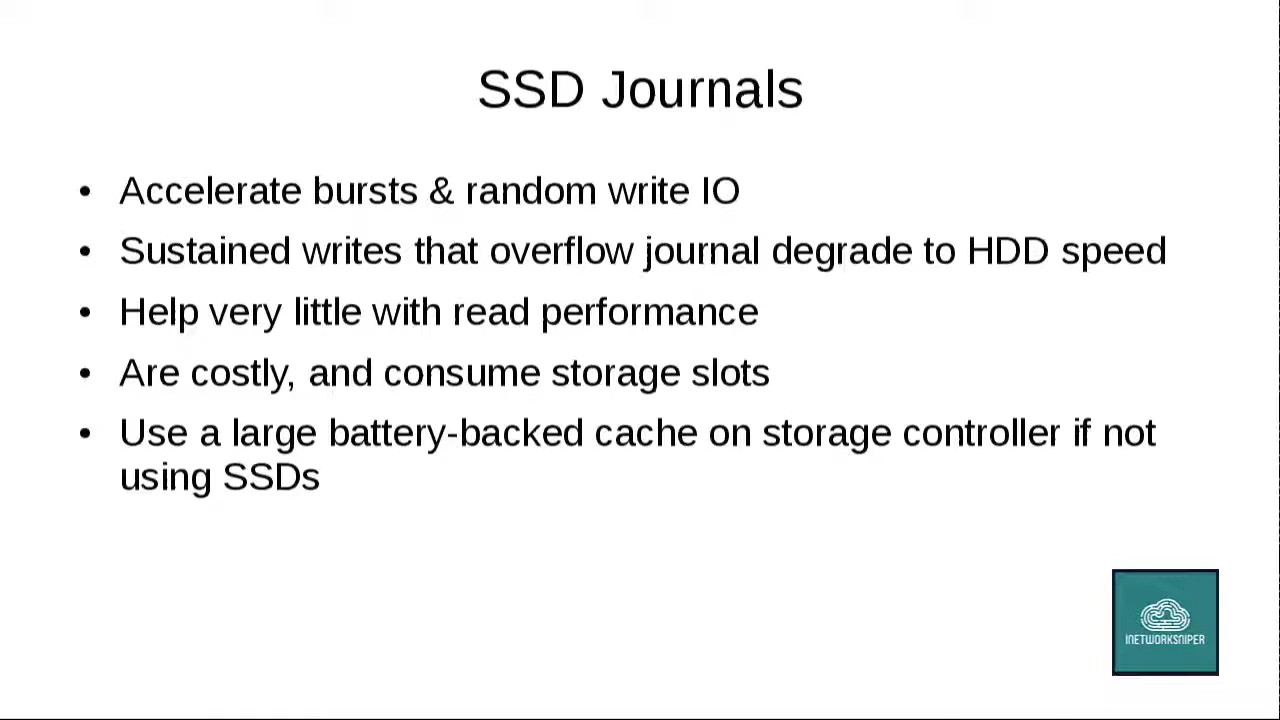 SSD Journals
• Accelerate bursts & random write IO
• Sustained writes that overflow journal degrade to HDD speed
• Help very little with read performance
• Are costly, and consume storage slots
• Use a large battery-backed cache on storage controller if not
using SSDs
INETWORKSNIPER